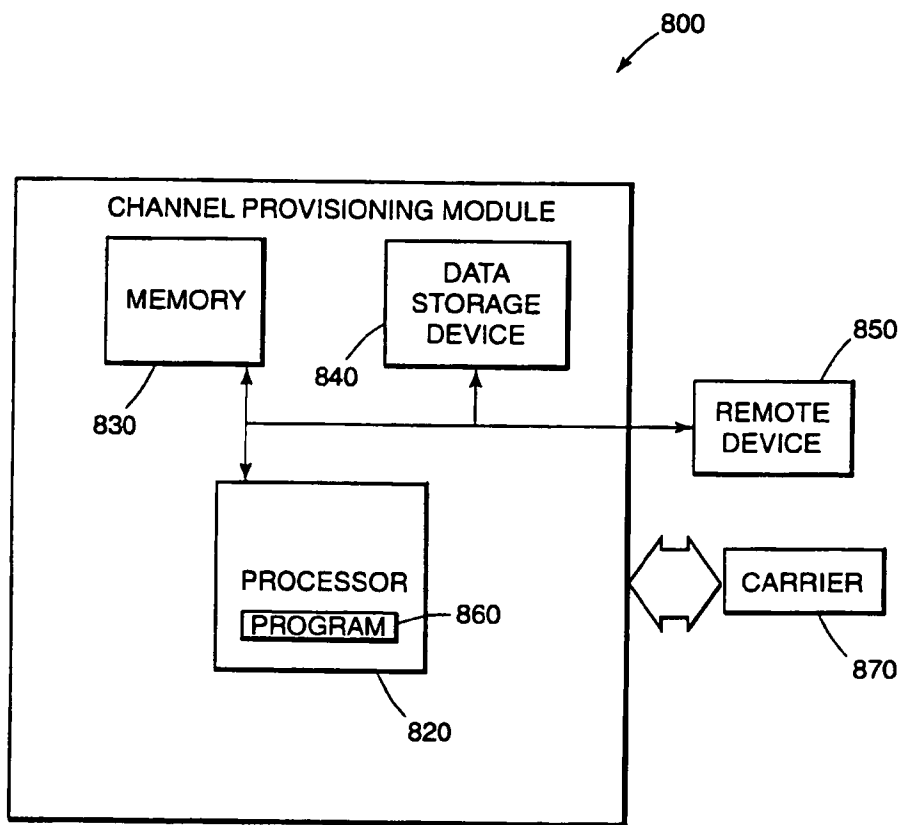 800
CHANNEL PROVISIONING MODULE
MEMORY
830
DATA
STORAGE
DEVICE
840
850
REMOTE
DEVICE
PROCESSOR
PROGRAM
860
820
CARRIER
870